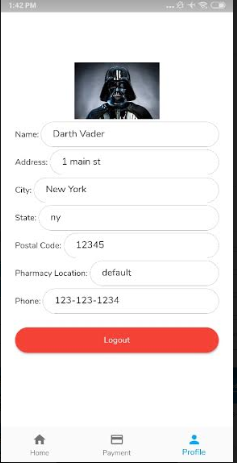 1:42 PM
Name: Darth Vader
Address: 1 main st
City: New York
State: ny
Postal Code: 12345
Pharmacy Location: default
Phone: 123-123-1234
Logout
Home Payment Profile